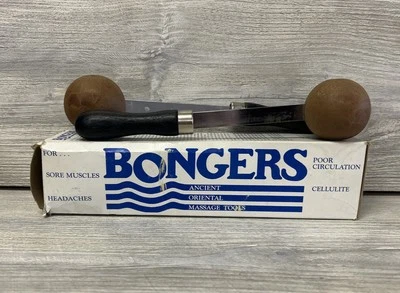 FOR . . .
SORE MUSCLES
HEADACHES
BONGERS
ANCIENT
ORIENTAL
MASSAGE TOOLS
POOR
CIRCULATION
CELLULITE